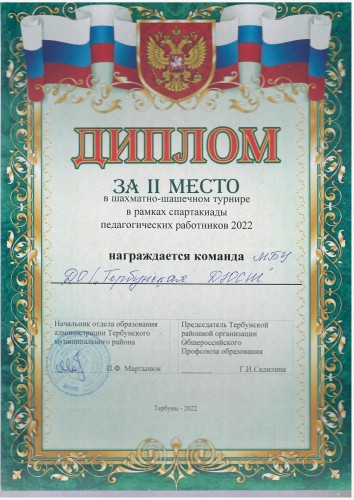 ДИПЛОМ
ЗА II МЕСТО
в шахматно-шашечном турнире
в рамках спартакиады
педагогических работников 2022
награждается команда МБУ
ДО „Тербунская ДЮСШ"
Начальник отдела образования
администрации Тербунского
муниципального района
П.Ф. Мартынюк
Председатель Тербунской
районной организации
Общероссийского
Профсоюза образования
Г.И.Садилина
Тербуны - 2022